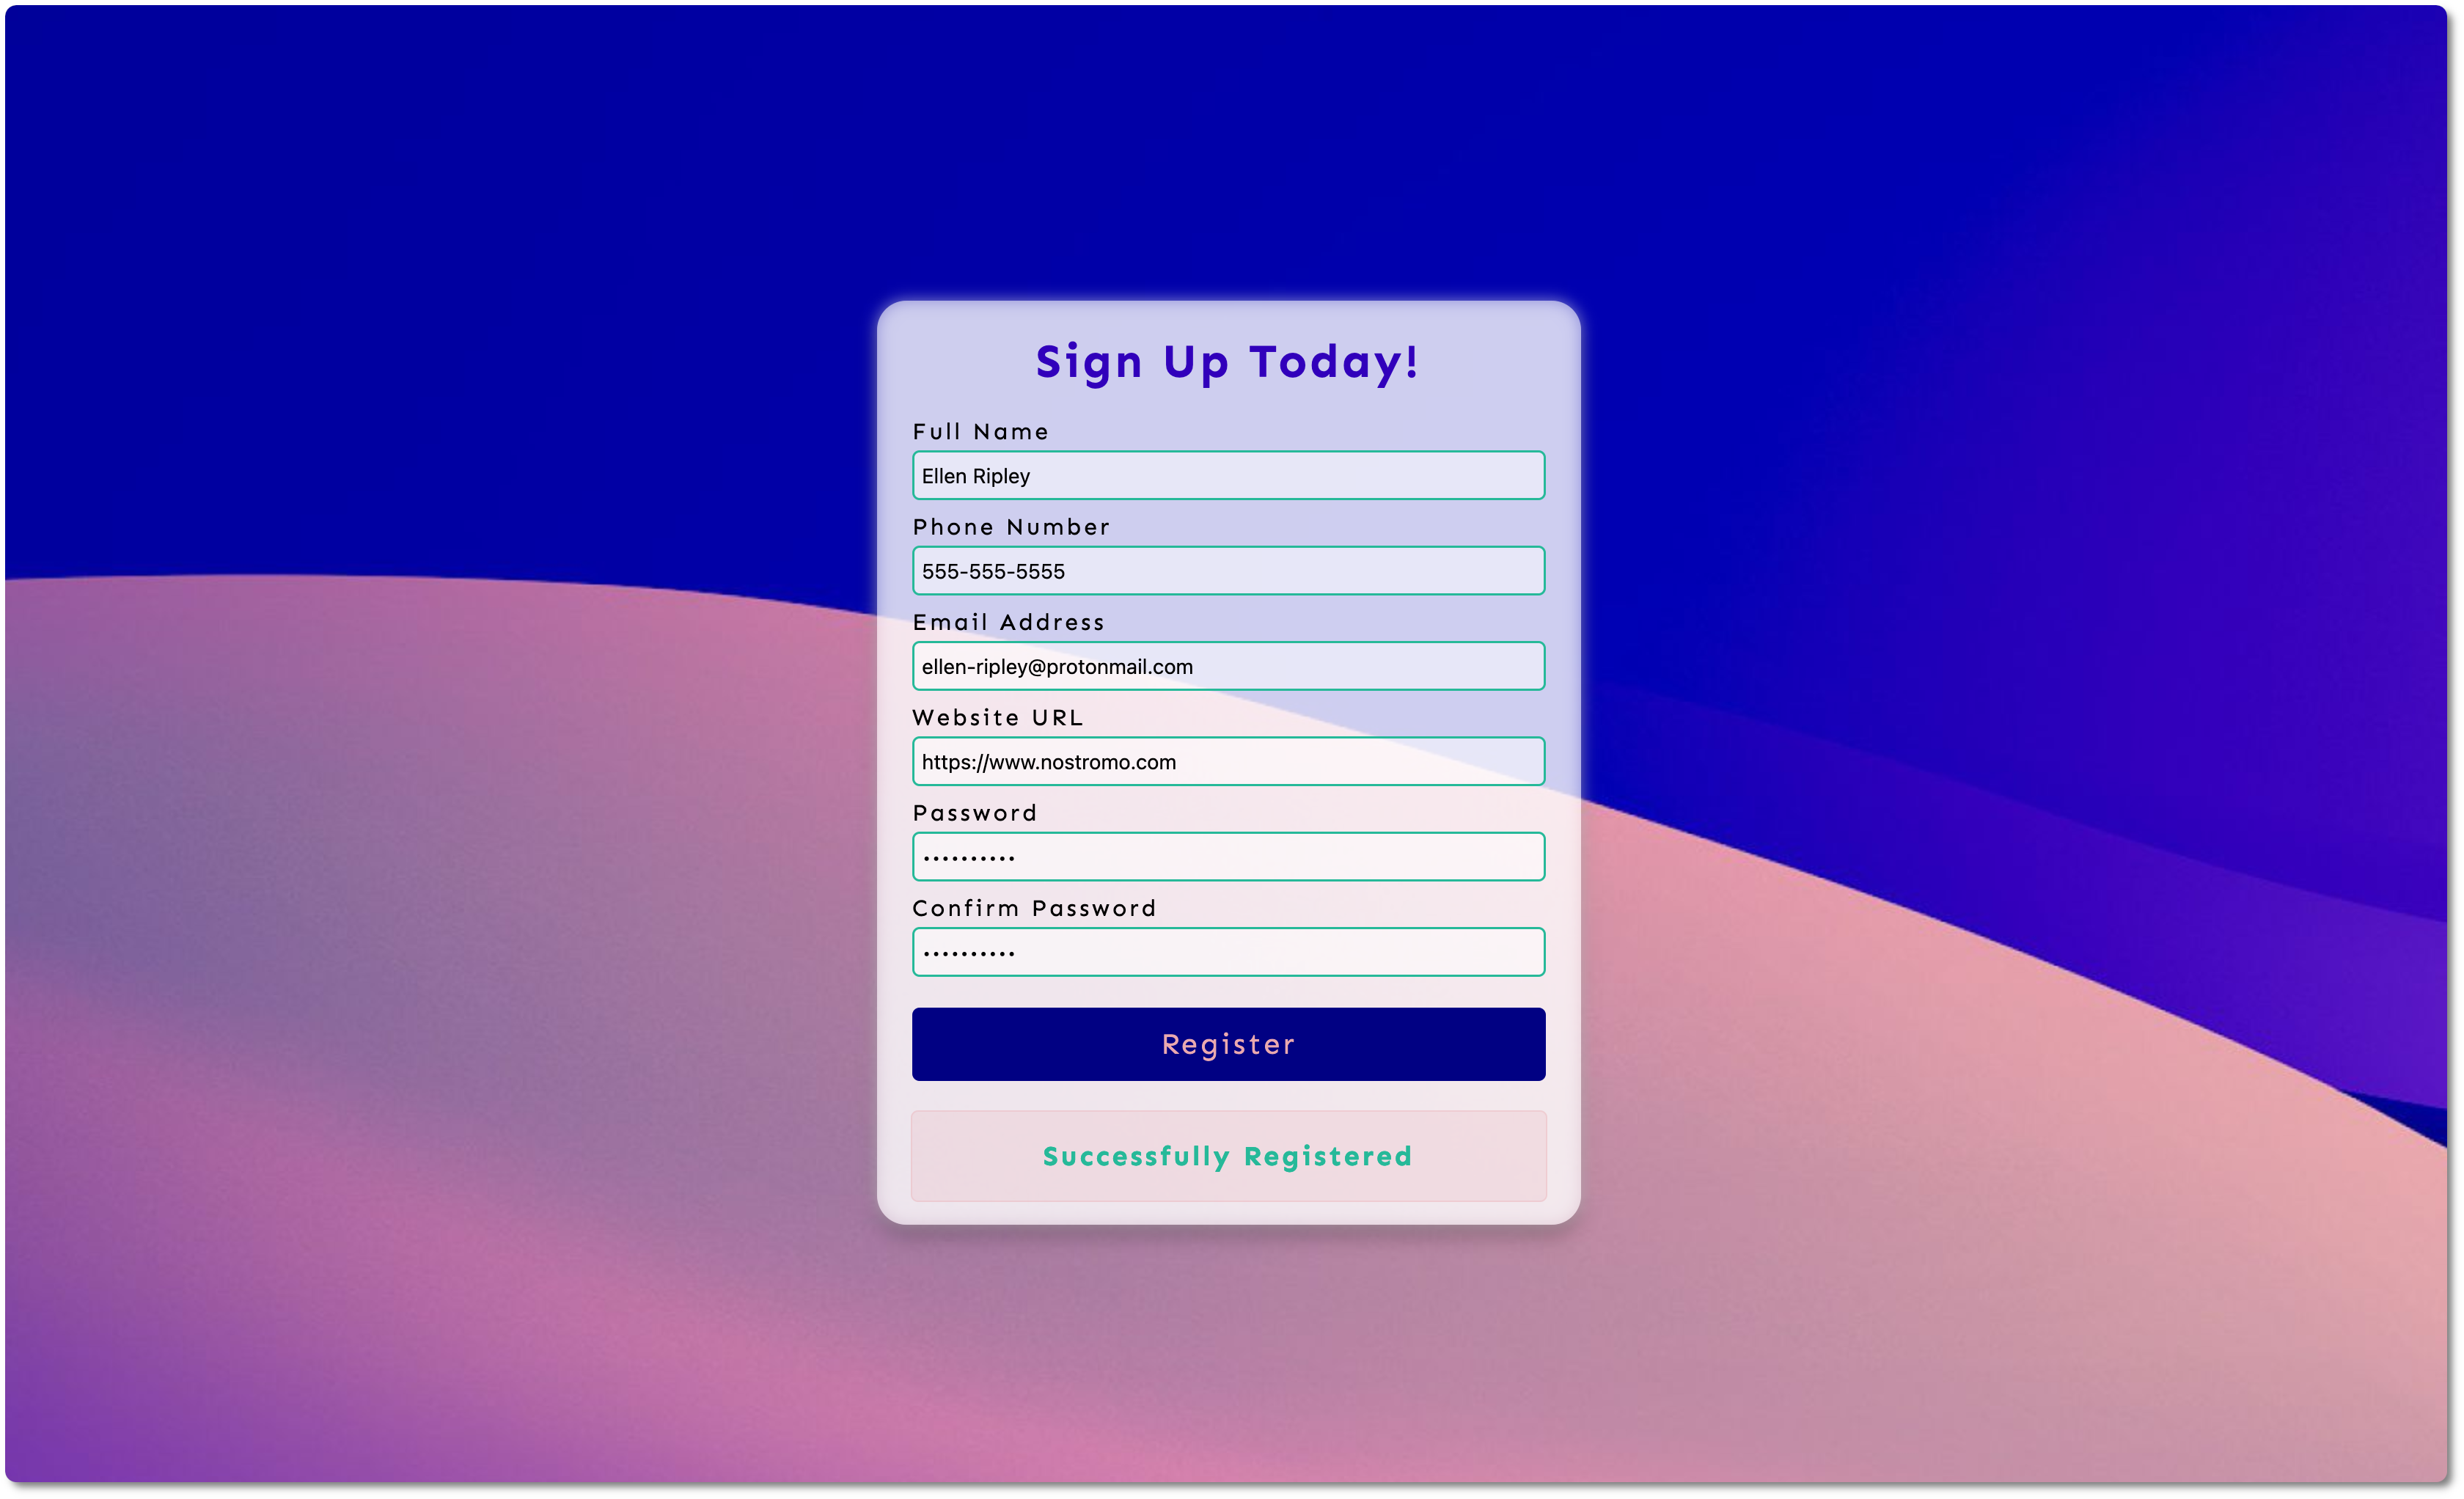 Sign Up Today!
Full Name
Ellen Ripley
Phone Number
555-555-5555
Email Address
ellen-ripley@protonmail.com
Website URL
https://www.nostromo.com
Password
••••••••••
Confirm Password
••••••••••
Register
Successfully Registered